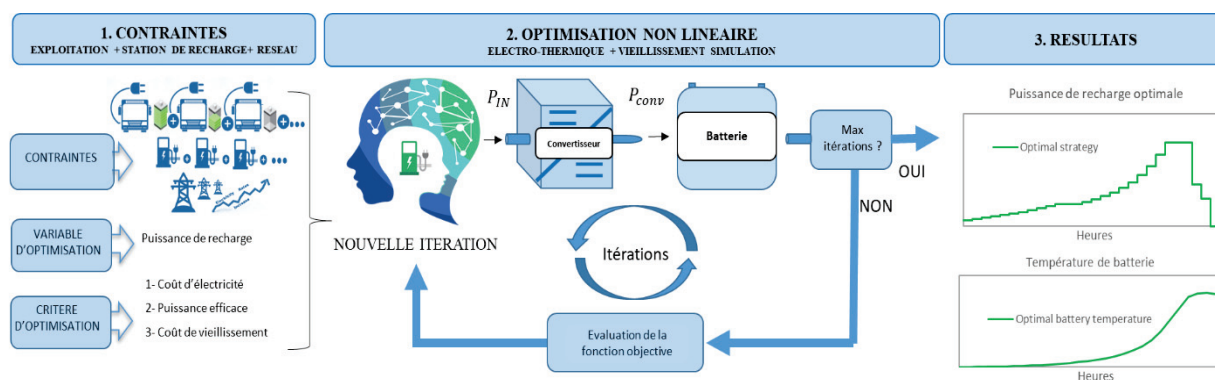 1. CONTRAINTES
EXPLOITATION + STATION DE RECHARGE+ RESEAU
CONTRAINTES
VARIABLE
D'OPTIMISATION
Puissance de recharge
CRITERE
D'OPTIMISATION
1- Coût d'électricité
2- Puissance efficace
3- Coût de vieillissement
2. OPTIMISATION NON LINEAIRE
ELECTRO-THERMIQUE + VIEILLISSEMENT SIMULATION
NOUVELLE ITERATION
P_IN
Convertisseur
P_conv
Batterie
Max
itérations ?
OUI
NON
Itérations
Evaluation de la
fonction objective
3. RESULTATS
Puissance de recharge optimale
Optimal strategy
Heures
Température de batterie
Optimal battery temperature
Heures